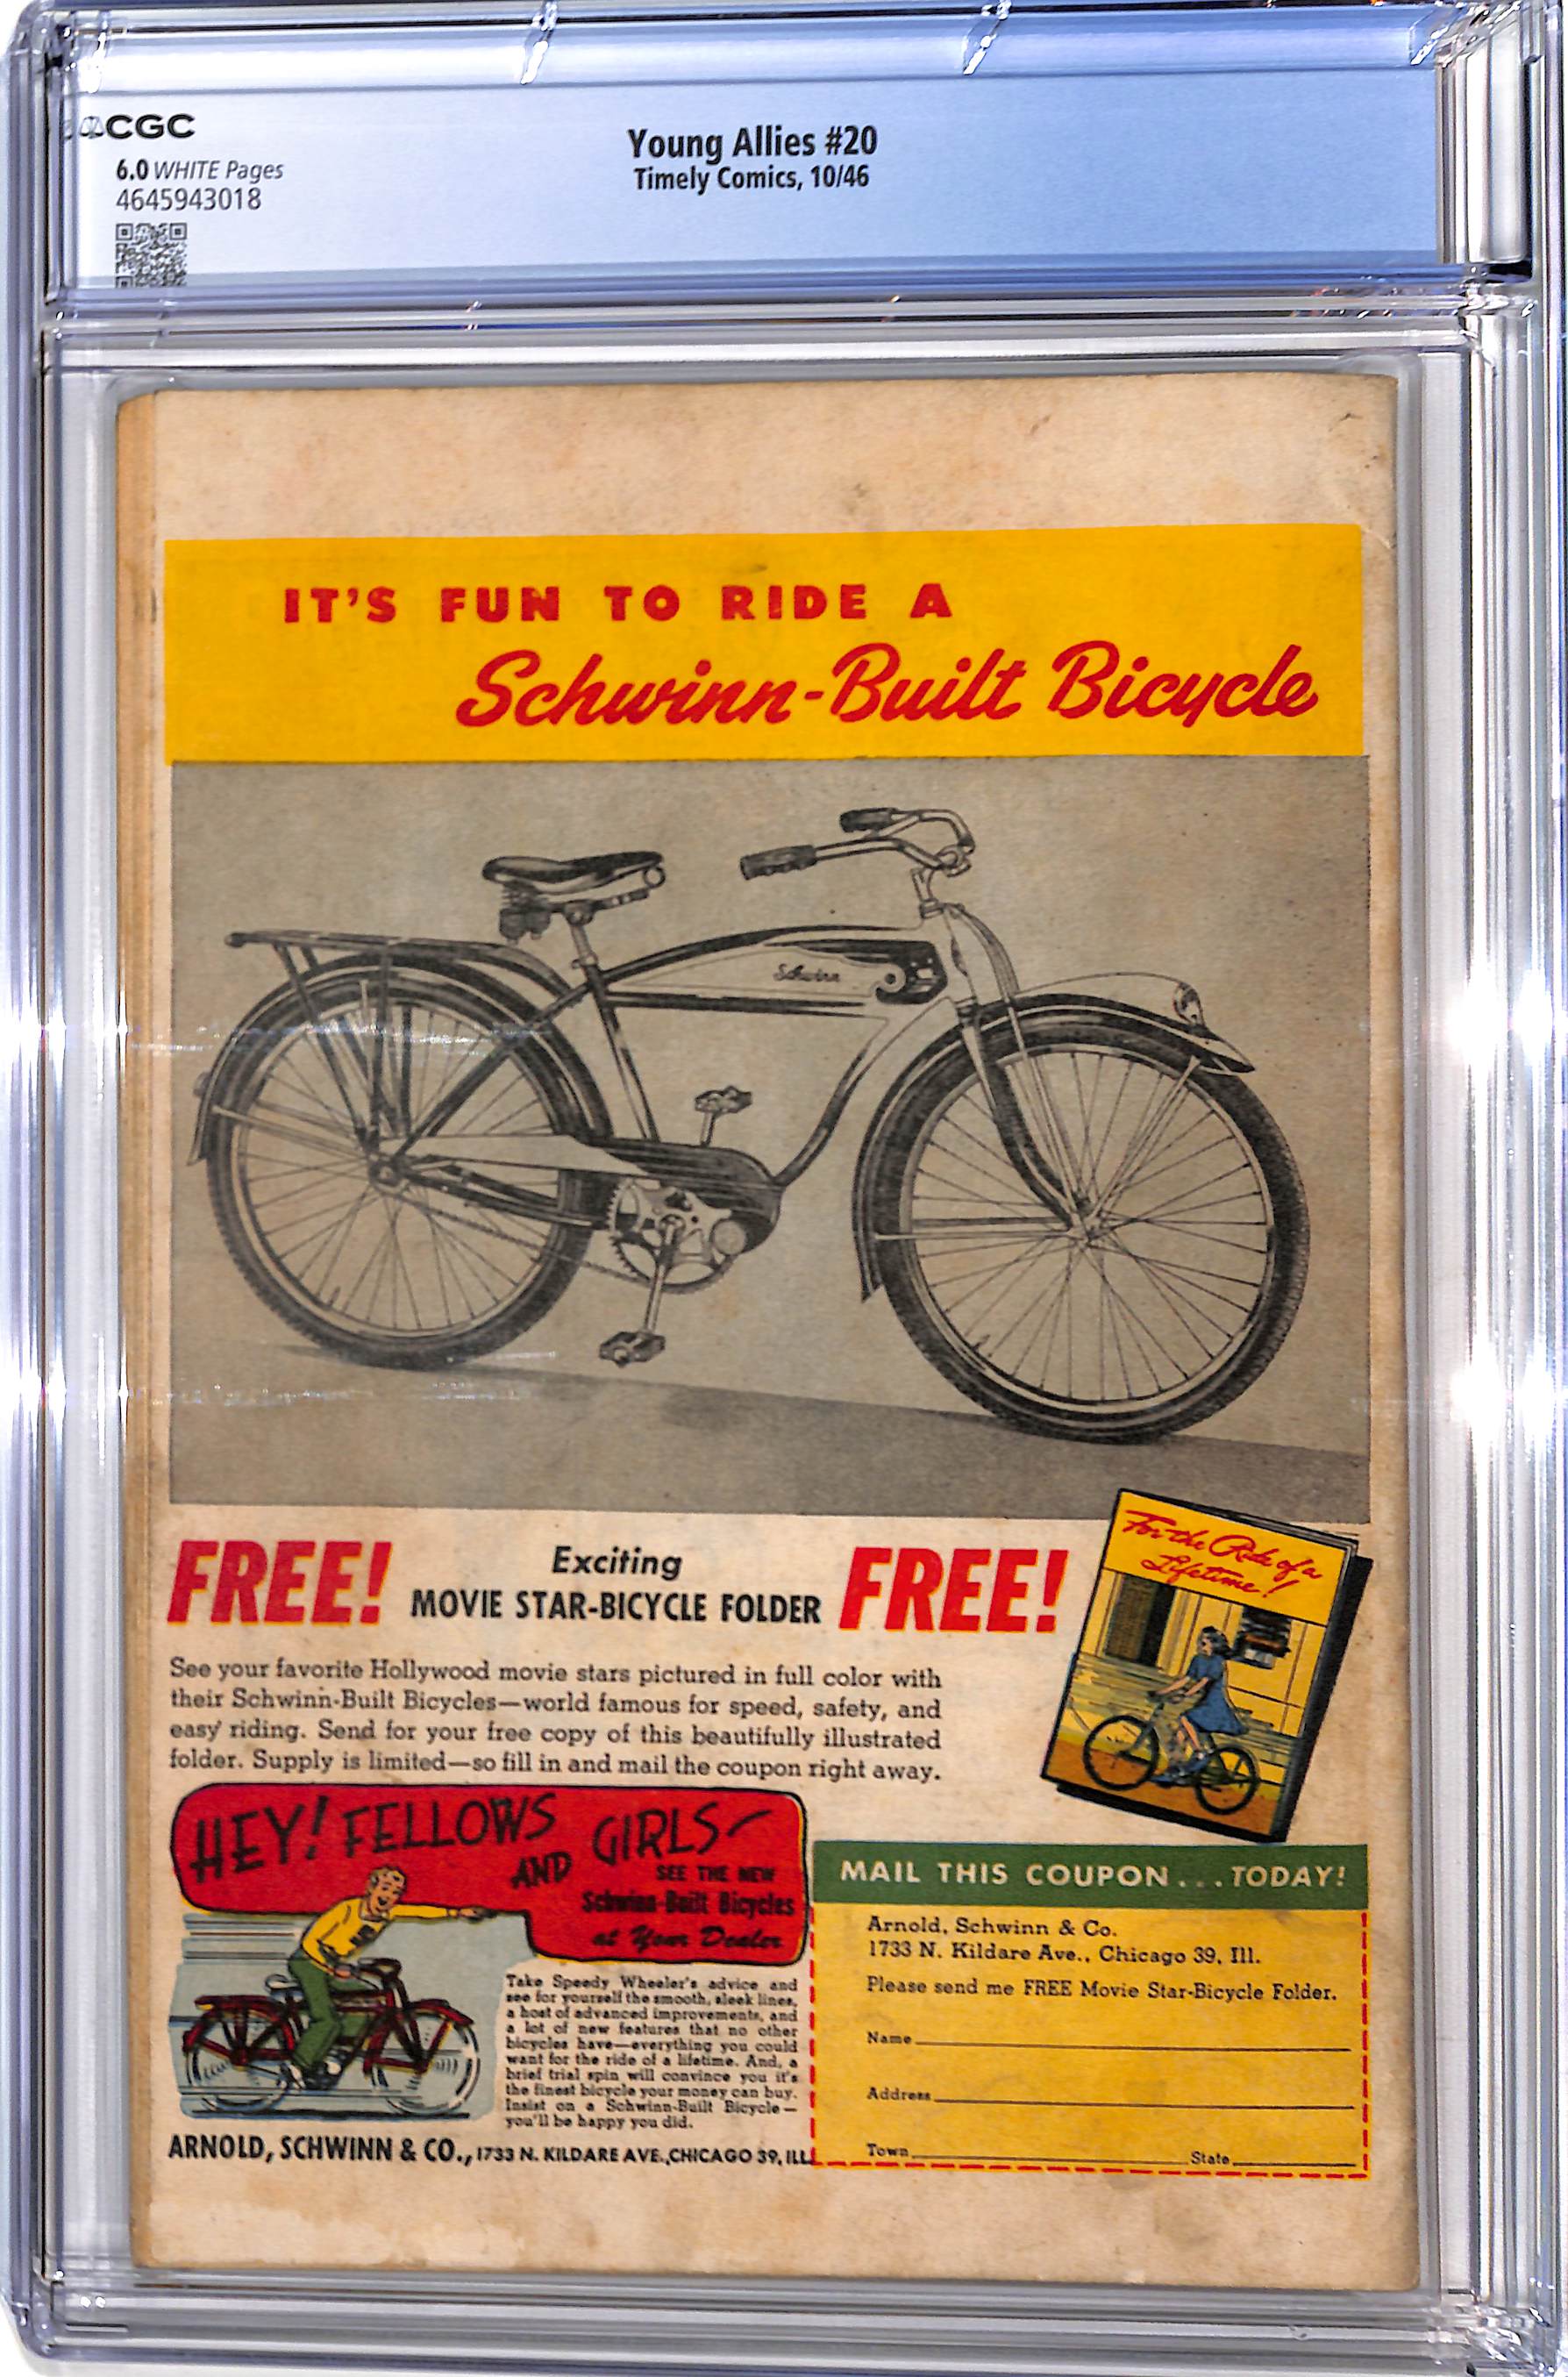 CGC
6.0 WHITE Pages
4645943018
Young Allies #20
Timely Comics, 10/46
IT'S FUN TO RIDE A
Schwinn-Built Bicycle
Schwinn
FREE!
Exciting
MOVIE STAR-BICYCLE FOLDER
FREE!
For the Ride of a
Lifetime!
See your favorite Hollywood movie stars pictured in full color with
their Schwinn-Built Bicycles—world famous for speed, safety, and
easy riding. Send for your free copy of this beautifully illustrated
folder. Supply is limited—so fill in and mail the coupon right away.
HEY! FELLOWS
AND GIRLS—
SEE THE NEW
Schwinn-Built Bicycles
at Your Dealer
Take Speedy Wheeler's advice and
see for yourself the smooth, sleek lines,
a host of advanced improvements, and
a lot of new features that no other
bicycles have—everything you could
want for the ride of a lifetime. And, a
brief trial spin will convince you it's
the finest bicycle your money can buy.
Insist on a Schwinn-Built Bicycle—
you'll be happy you did.
ARNOLD, SCHWINN & CO., 1733 N. KILDARE AVE., CHICAGO 39, ILL.
MAIL THIS COUPON...TODAY!
Arnold, Schwinn & Co.
1733 N. Kildare Ave., Chicago 39, Ill.
Please send me FREE Movie Star-Bicycle Folder.
Name
Address
Town State